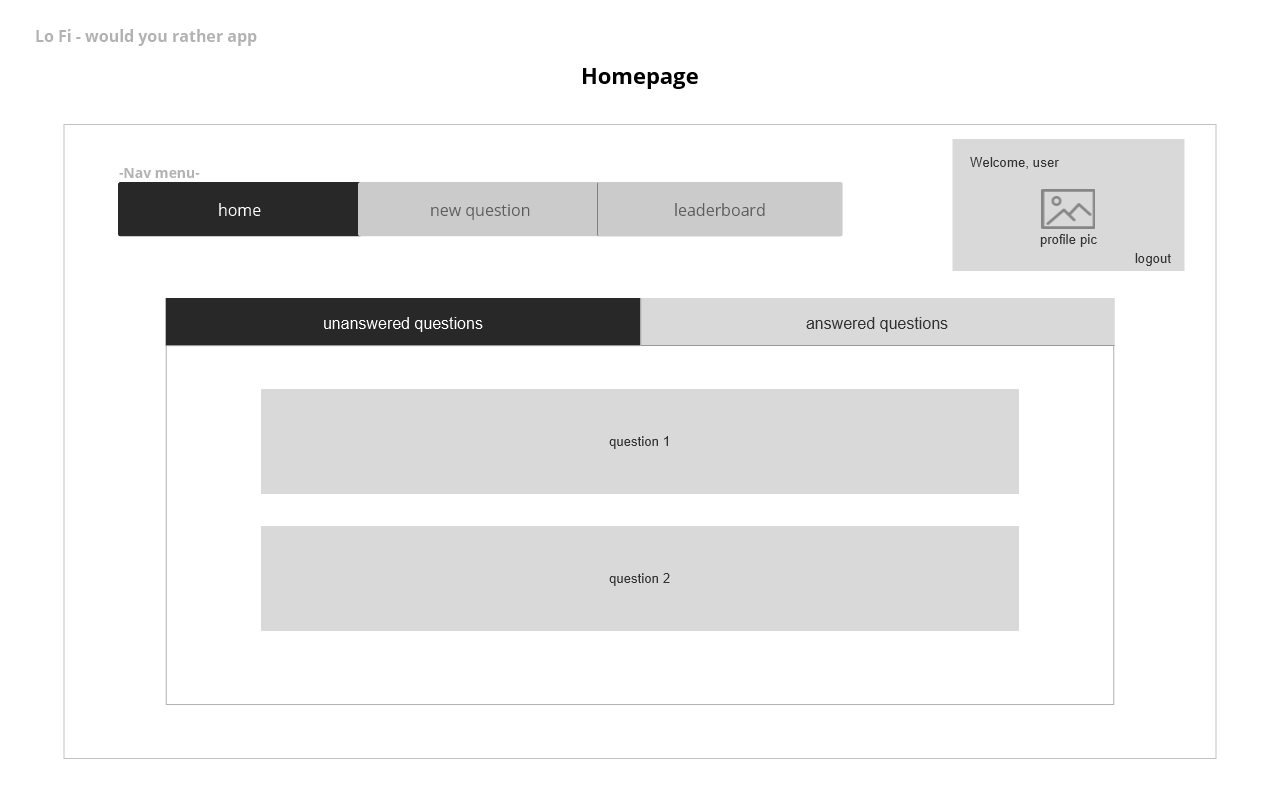 Lo Fi - would you rather app
Homepage
-Nav menu-
home
new question
leaderboard
Welcome, user
profile pic
logout
unanswered questions
answered questions
question 1
question 2